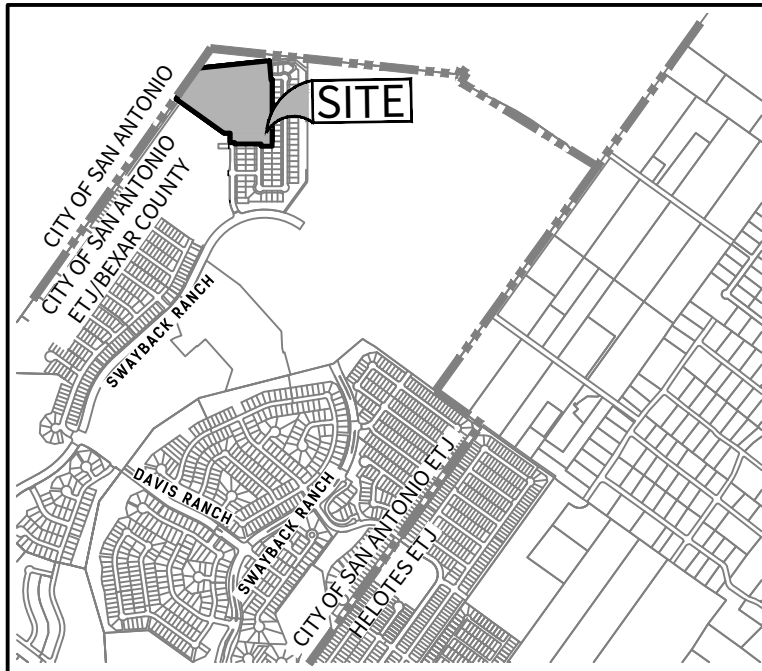 SITE
CITY OF SAN ANTONIO
CITY OF SAN ANTONIO
ETJ/BEXAR COUNTY
SWAYBACK RANCH
DAVIS RANCH
SWAYBACK RANCH
CITY OF SAN ANTONIO ETJ
HELOTES ETJ